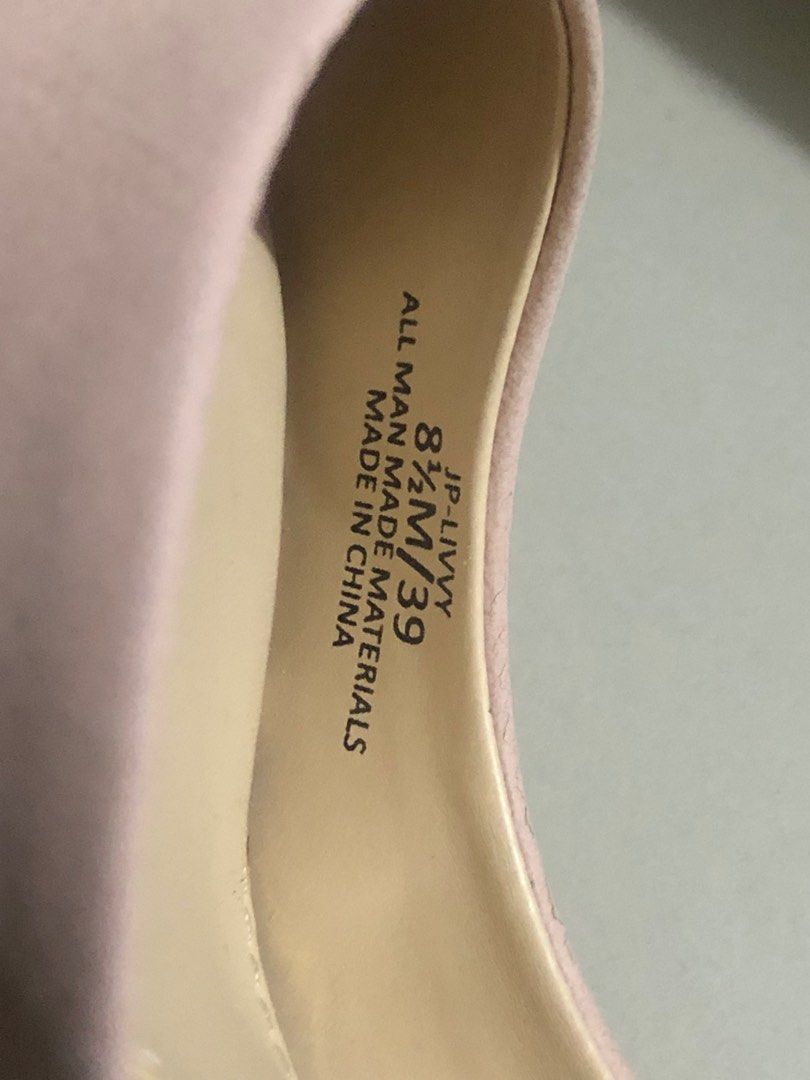 JP-LIVVY
8½M/39
ALL MAN MADE MATERIALS
MADE IN CHINA